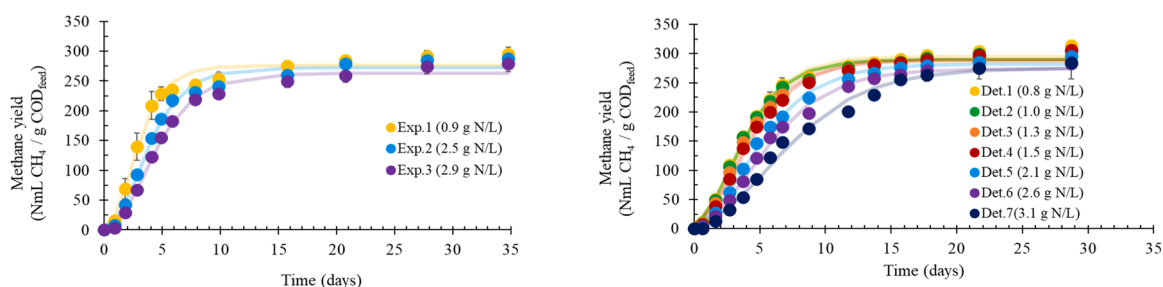 350
300
250
200
150
100
50
0
Methane yield
(NmL CH4 / g CODfeed)
Exp.1 (0.9 g N/L)
Exp.2 (2.5 g N/L)
Exp.3 (2.9 g N/L)
0 5 10 15 20 25 30 35
Time (days)
350
300
250
200
150
100
50
0
Methane yield
(NmL CH4 / g CODfeed)
Det.1 (0.8 g N/L)
Det.2 (1.0 g N/L)
Det.3 (1.3 g N/L)
Det.4 (1.5 g N/L)
Det.5 (2.1 g N/L)
Det.6 (2.6 g N/L)
Det.7(3.1 g N/L)
0 5 10 15 20 25 30 35
Time (days)